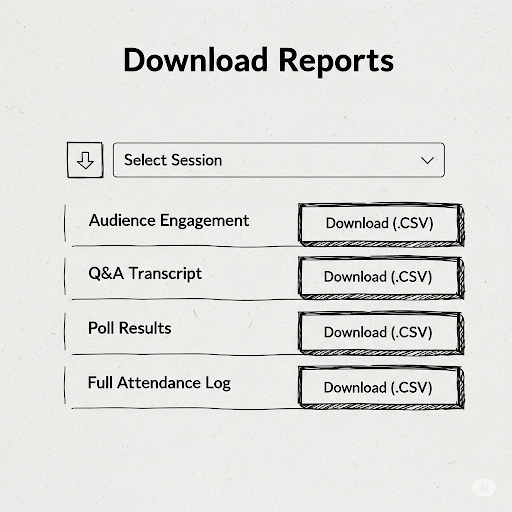 Download Reports
Select Session
Audience Engagement
Download (.CSV)
Q&A Transcript
Download (.CSV)
Poll Results
Download (.CSV)
Full Attendance Log
Download (.CSV)
ai